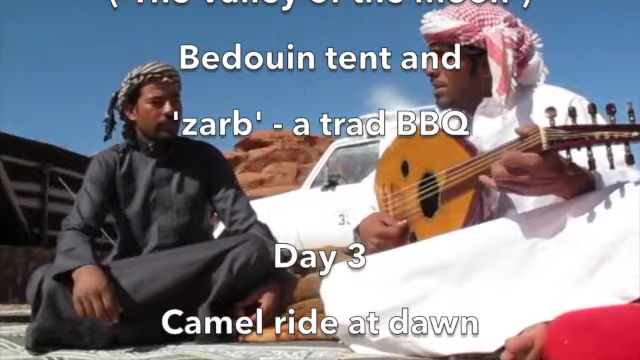 ('The Valley of the Moon')
Bedouin tent and
'zarb' - a trad BBQ
Day 3
Camel ride at dawn